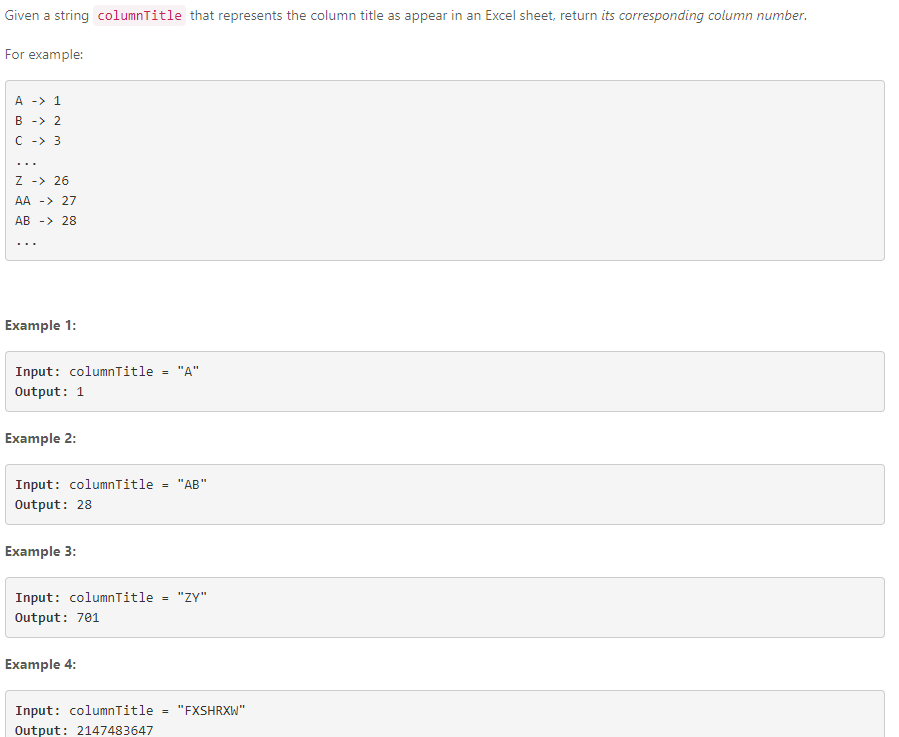 Given a string columnTitle that represents the column title as appear in an Excel sheet, return its corresponding column number.
For example:
A -> 1
B -> 2
C -> 3
...
Z -> 26
AA -> 27
AB -> 28
...
Example 1:
Input: columnTitle = "A"
Output: 1
Example 2:
Input: columnTitle = "AB"
Output: 28
Example 3:
Input: columnTitle = "ZY"
Output: 701
Example 4:
Input: columnTitle = "FXSHRXW"
Output: 2147483647